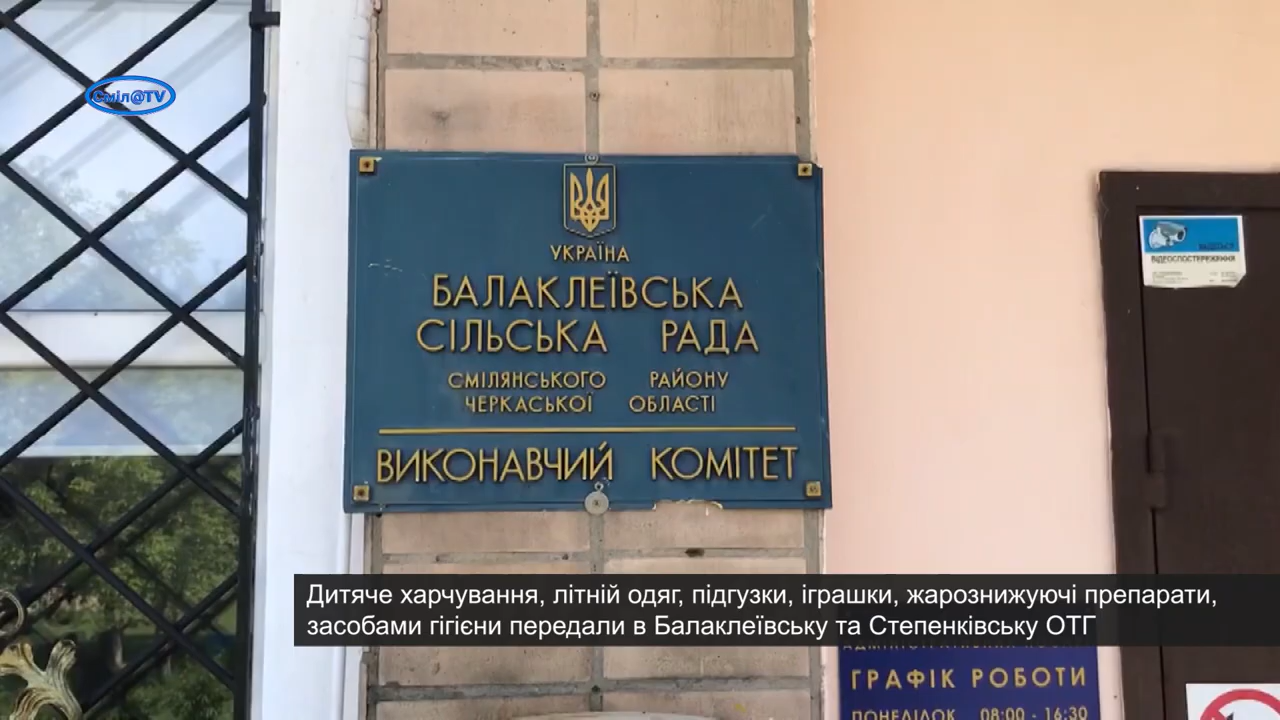 Сміл@TV
УКРАЇНА
БАЛАКЛЕЇВСЬКА
СІЛЬСЬКА РАДА
СМІЛЯНСЬКОГО РАЙОНУ
ЧЕРКАСЬКОЇ ОБЛАСТІ
ВИКОНАВЧИЙ КОМІТЕТ
ВІДЕОСПОСТЕРЕЖЕННЯ
Дитяче харчування, літній одяг, підгузки, іграшки, жарознижуючі препарати,
засобами гігієни передали в Балаклеївську та Степенківську ОТГ
ГРАФІК РОБОТИ
ПОНЕДІЛОК 08:00 - 16:30